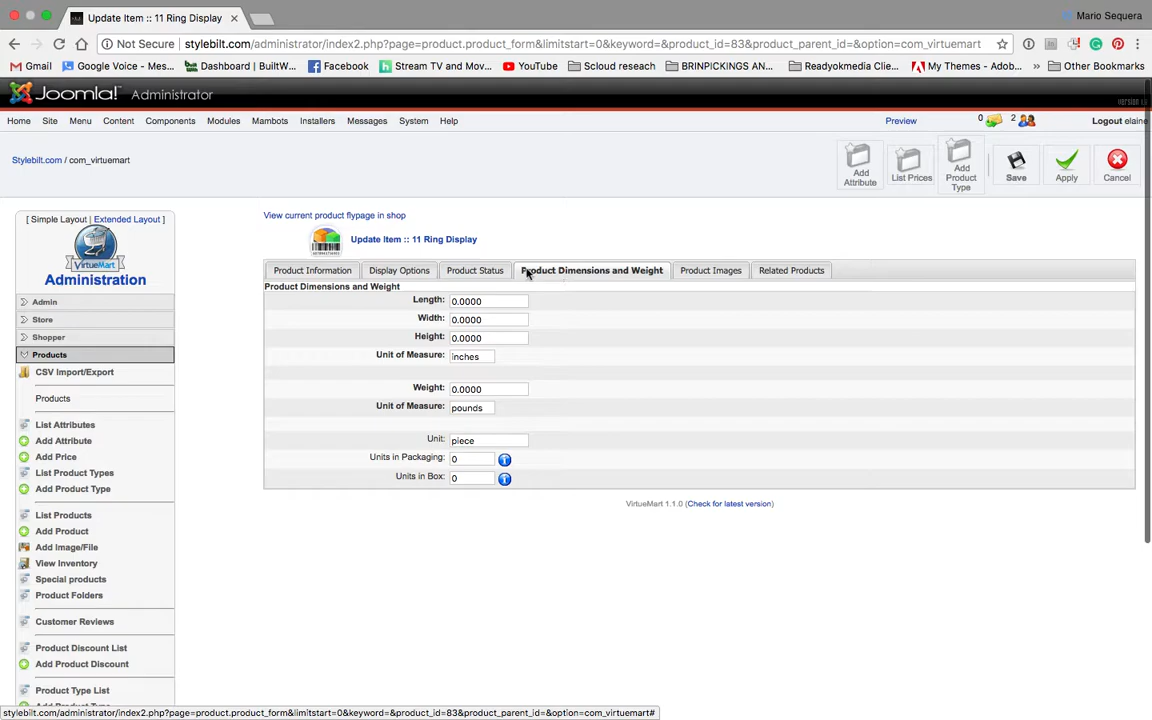 Update Item :: 11 Ring Display
Mario Sequera
Not Secure stylebilt.com/administrator/index2.php?page=product.product_form&limitstart=0&keyword=&product_id=83&product_parent_id=&option=com_virtuemart
Gmail Google Voice - Mes... Dashboard | BuiltW... Facebook Stream TV and Mov... YouTube Scloud reseach BRINPICKINGS AN... Readyokmedia Clie... My Themes - Adob... » Other Bookmarks
Joomla! Administrator
Home Site Menu Content Components Modules Mambots Installers Messages System Help Preview 0 2 Logout elaine
Stylebilt.com / com_virtuemart
Add Attribute
List Prices
Add Product Type
Save
Apply
Cancel
[ Simple Layout | Extended Layout ]
VirtueMart
Administration
Admin
Store
Shopper
Products
CSV Import/Export
Products
List Attributes
Add Attribute
Add Price
List Product Types
Add Product Type
List Products
Add Product
Add Image/File
View Inventory
Special products
Product Folders
Customer Reviews
Product Discount List
Add Product Discount
Product Type List
View current product flypage in shop
Update Item :: 11 Ring Display
Product Information Display Options Product Status Product Dimensions and Weight Product Images Related Products
Product Dimensions and Weight
Length: 0.0000
Width: 0.0000
Height: 0.0000
Unit of Measure: inches
Weight: 0.0000
Unit of Measure: pounds
Unit: piece
Units in Packaging: 0
Units in Box: 0
VirtueMart 1.1.0 (Check for latest version)
stylebilt.com/administrator/index2.php?page=product.product_form&limitstart=0&keyword=&product_id=83&product_parent_id=&option=com_virtuemart#